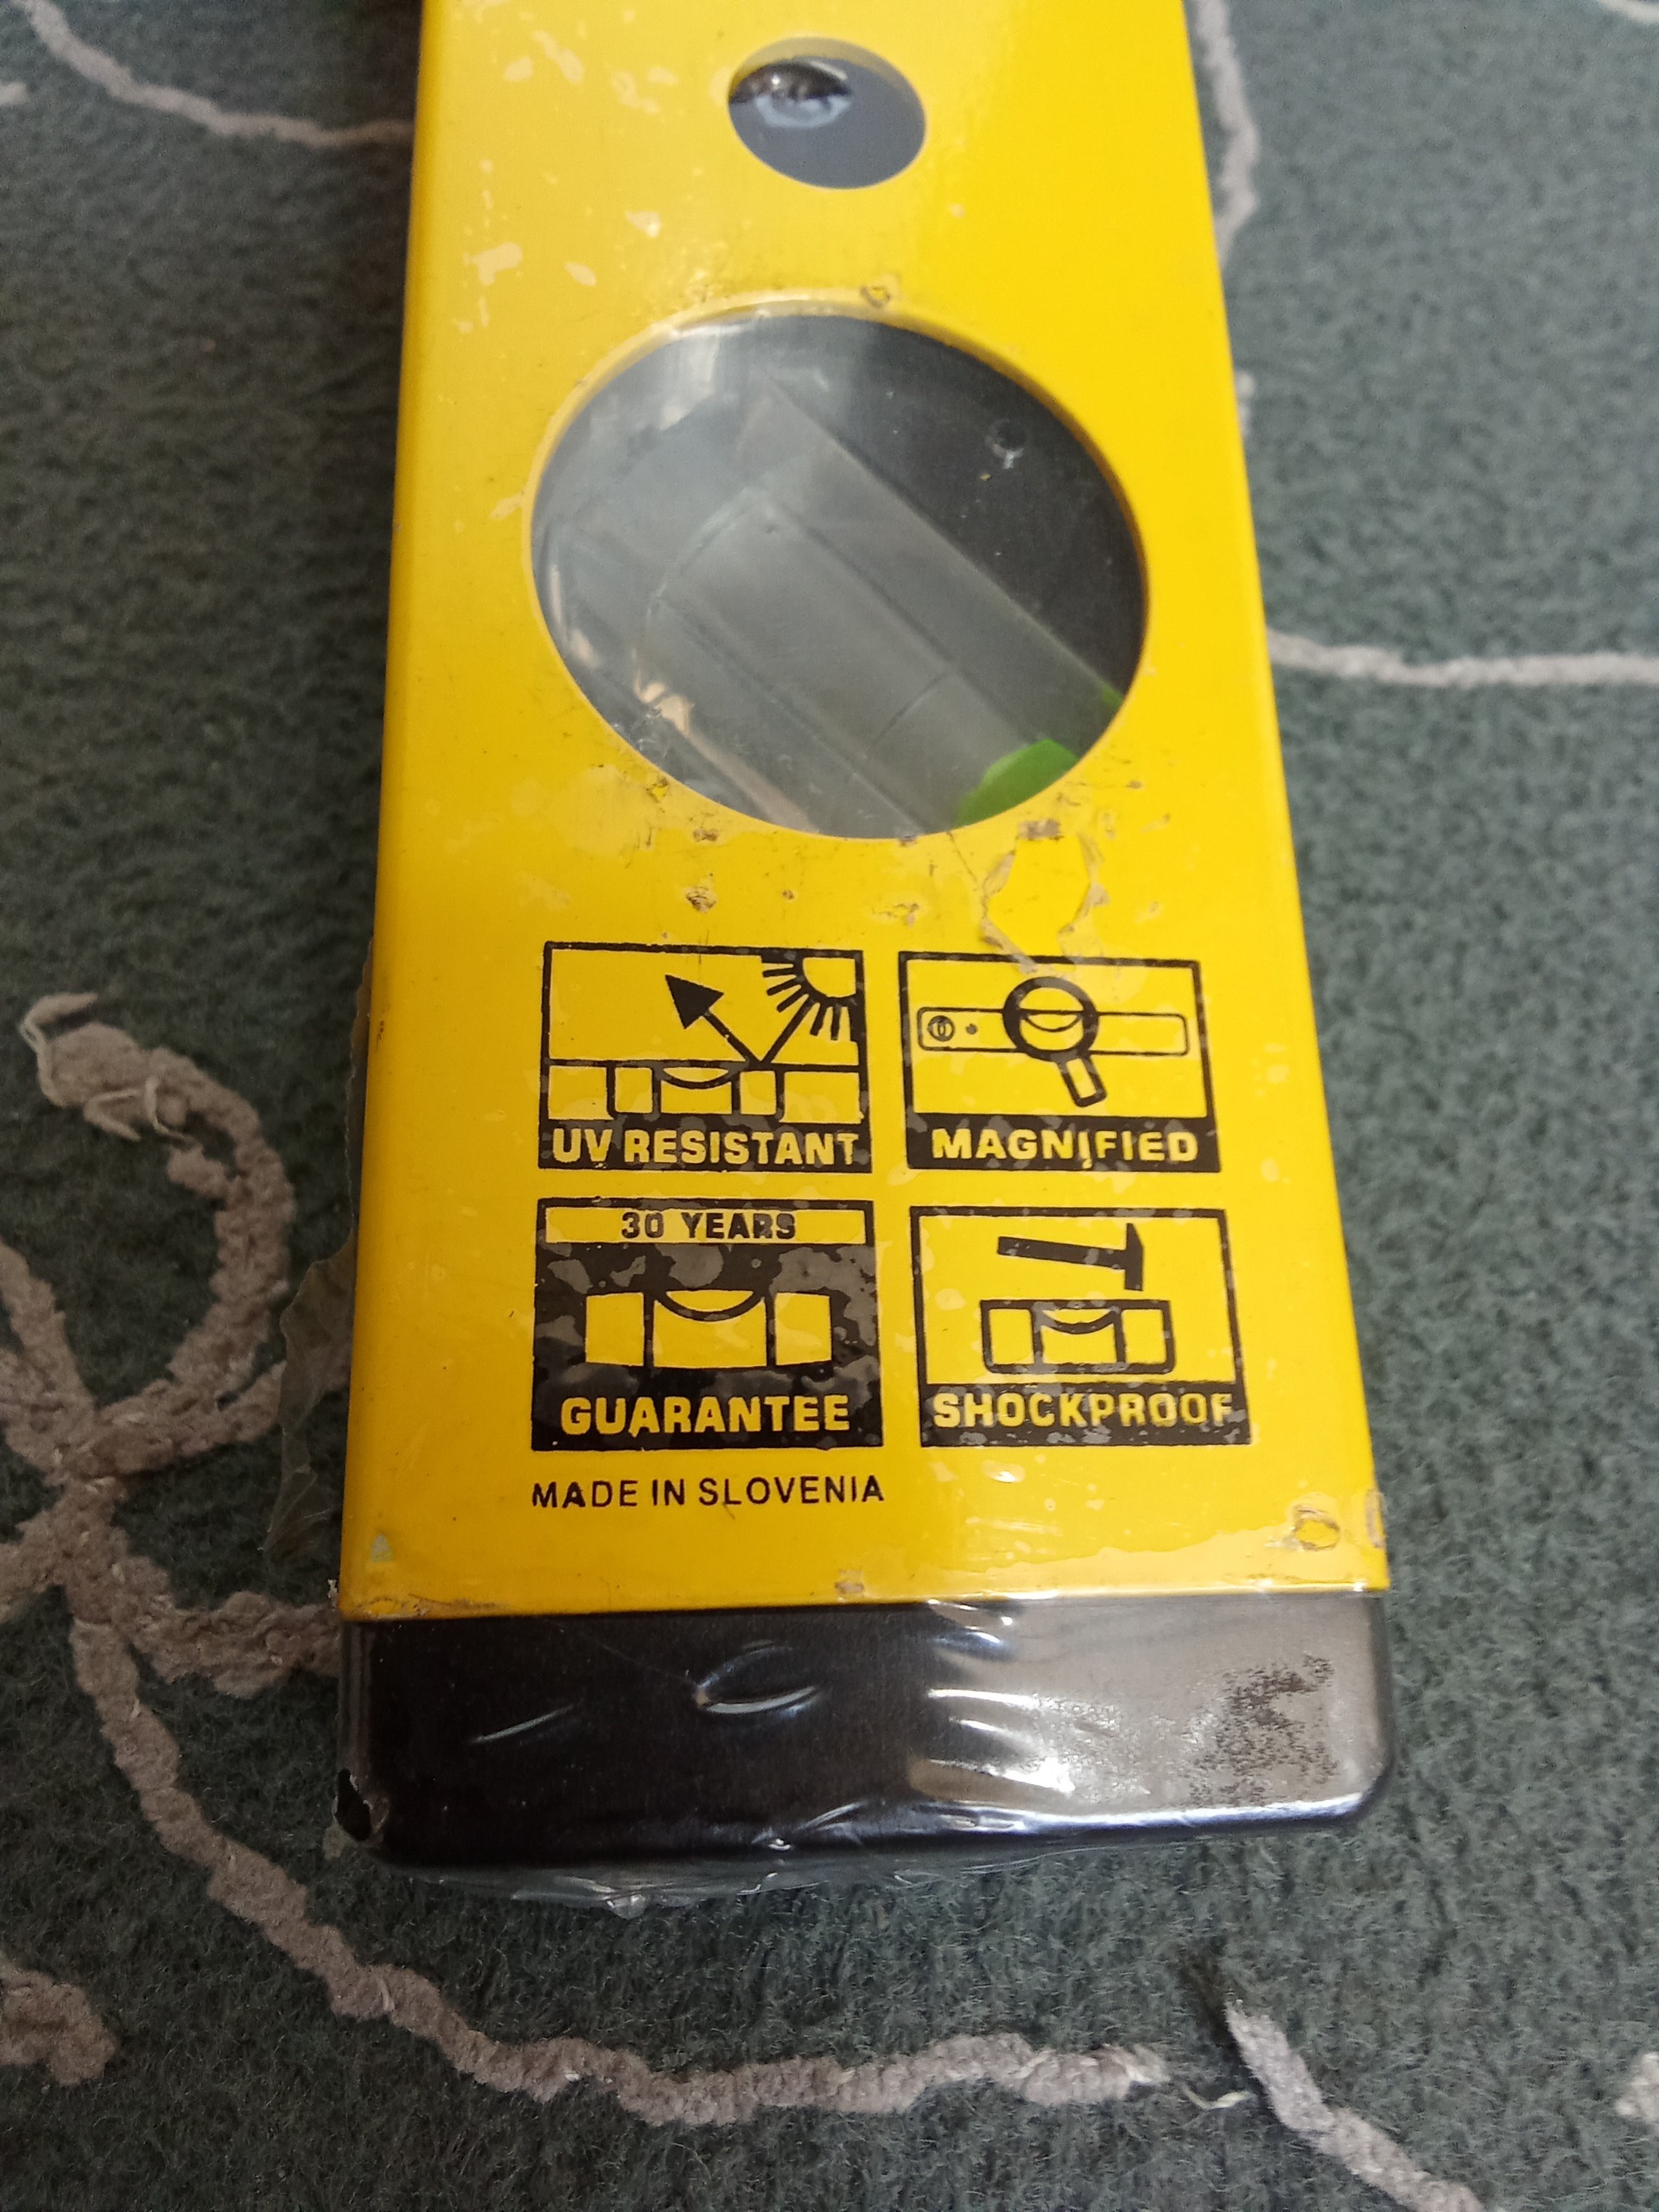 UV RESISTANT
MAGNIFIED
30 YEARS
GUARANTEE
SHOCKPROOF
MADE IN SLOVENIA